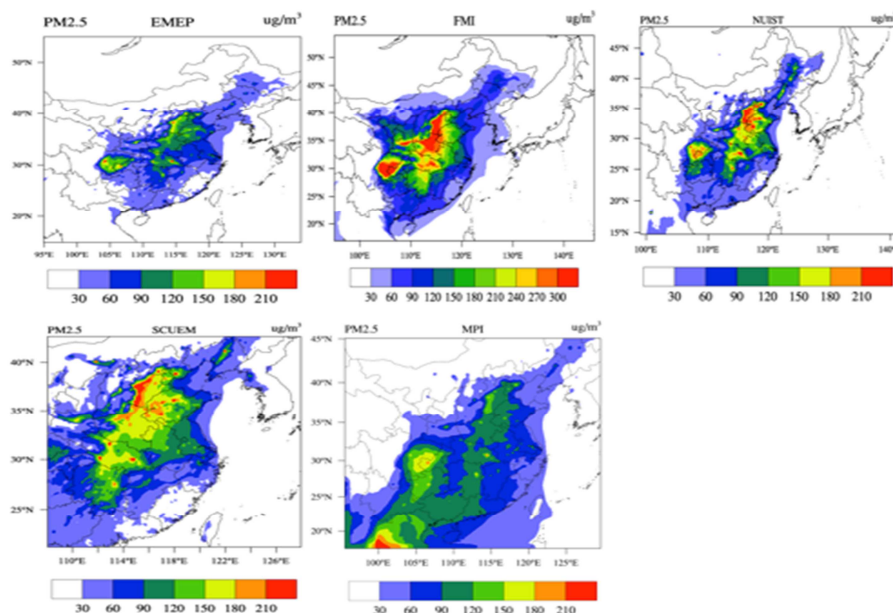 PM2.5 EMEP ug/m³
50°N
40°N
30°N
20°N
95°E 100°E 105°E 110°E 115°E 120°E 125°E 130°E
30 60 90 120 150 180 210
PM2.5 FMI ug/m³
50°N
45°N
40°N
35°N
30°N
25°N
20°N
100°E 110°E 120°E 130°E 140°E
30 60 90 120 150 180 210 240 270 300
PM2.5 NUIST ug/m³
45°N
40°N
35°N
30°N
25°N
20°N
15°N
100°E 110°E 120°E 130°E 140°E
30 60 90 120 150 180 210
PM2.5 SCUEM ug/m³
40°N
35°N
30°N
25°N
110°E 114°E 118°E 122°E 126°E
30 60 90 120 150 180 210
PM2.5 MPI ug/m³
45°N
40°N
35°N
30°N
25°N
20°N
100°E 105°E 110°E 115°E 120°E 125°E
30 60 90 120 150 180 210